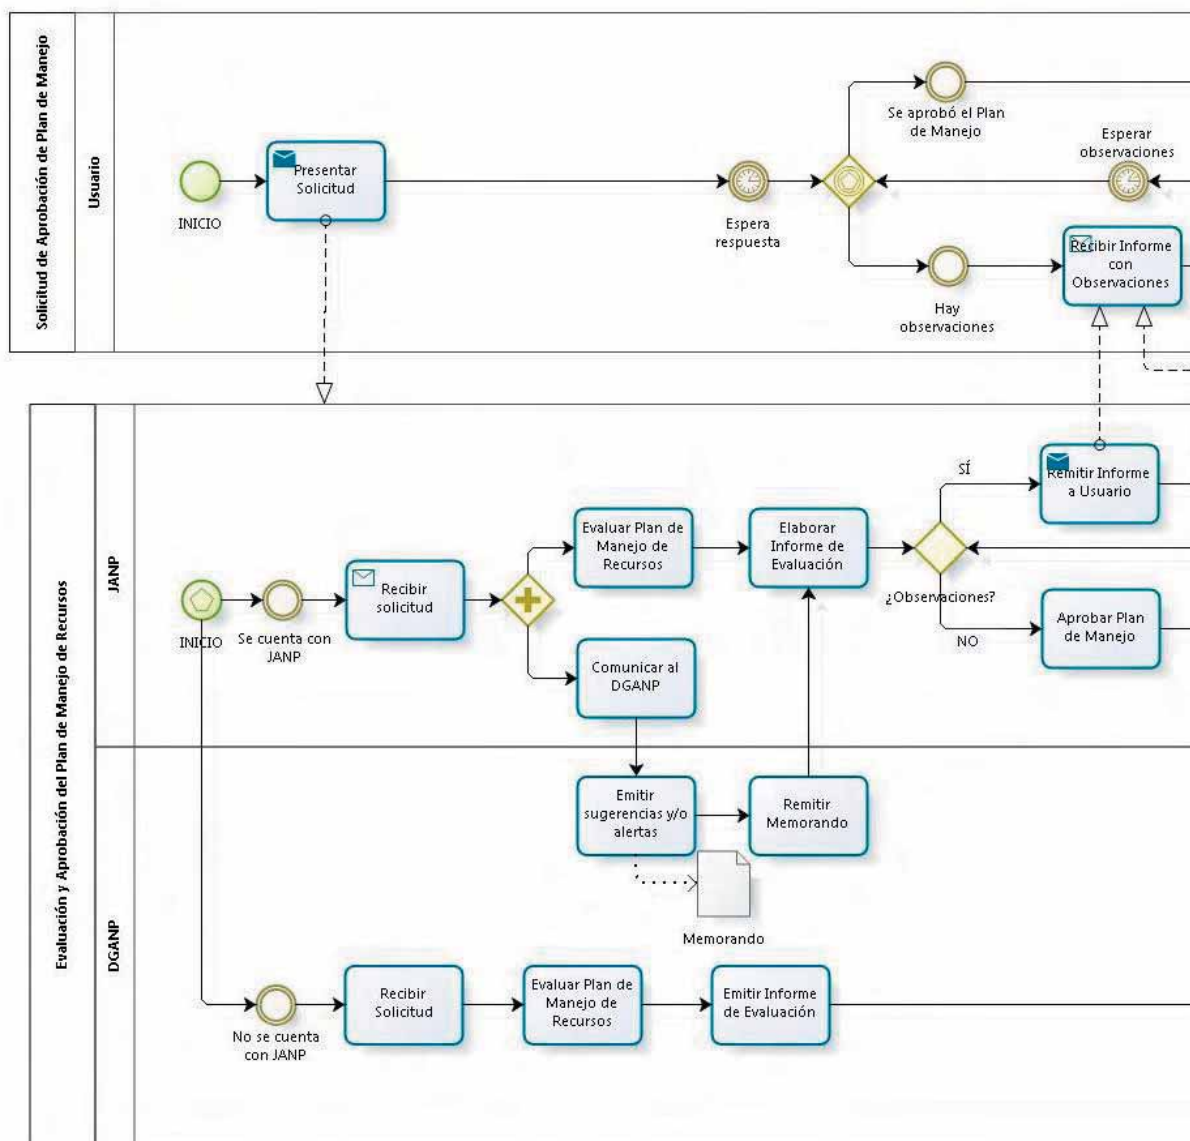 Solicitud de Aprobación de Plan de Manejo
Usuario
INICIO
Presentar
Solicitud
Espera
respuesta
Se aprobó el Plan
de Manejo
Esperar
observaciones
Hay
observaciones
Recibir Informe
con
Observaciones
Evaluación y Aprobación del Plan de Manejo de Recursos
JANP
INICIO
Se cuenta con
JANP
Recibir
solicitud
Evaluar Plan de
Manejo de
Recursos
Comunicar al
DGANP
Elaborar
Informe de
Evaluación
¿Observaciones?
SÍ
NO
Remitir Informe
a Usuario
Aprobar Plan
de Manejo
DGANP
Emitir
sugerencias y/o
alertas
Remitir
Memorando
Memorando
No se cuenta
con JANP
Recibir
Solicitud
Evaluar Plan de
Manejo de
Recursos
Emitir Informe
de Evaluación